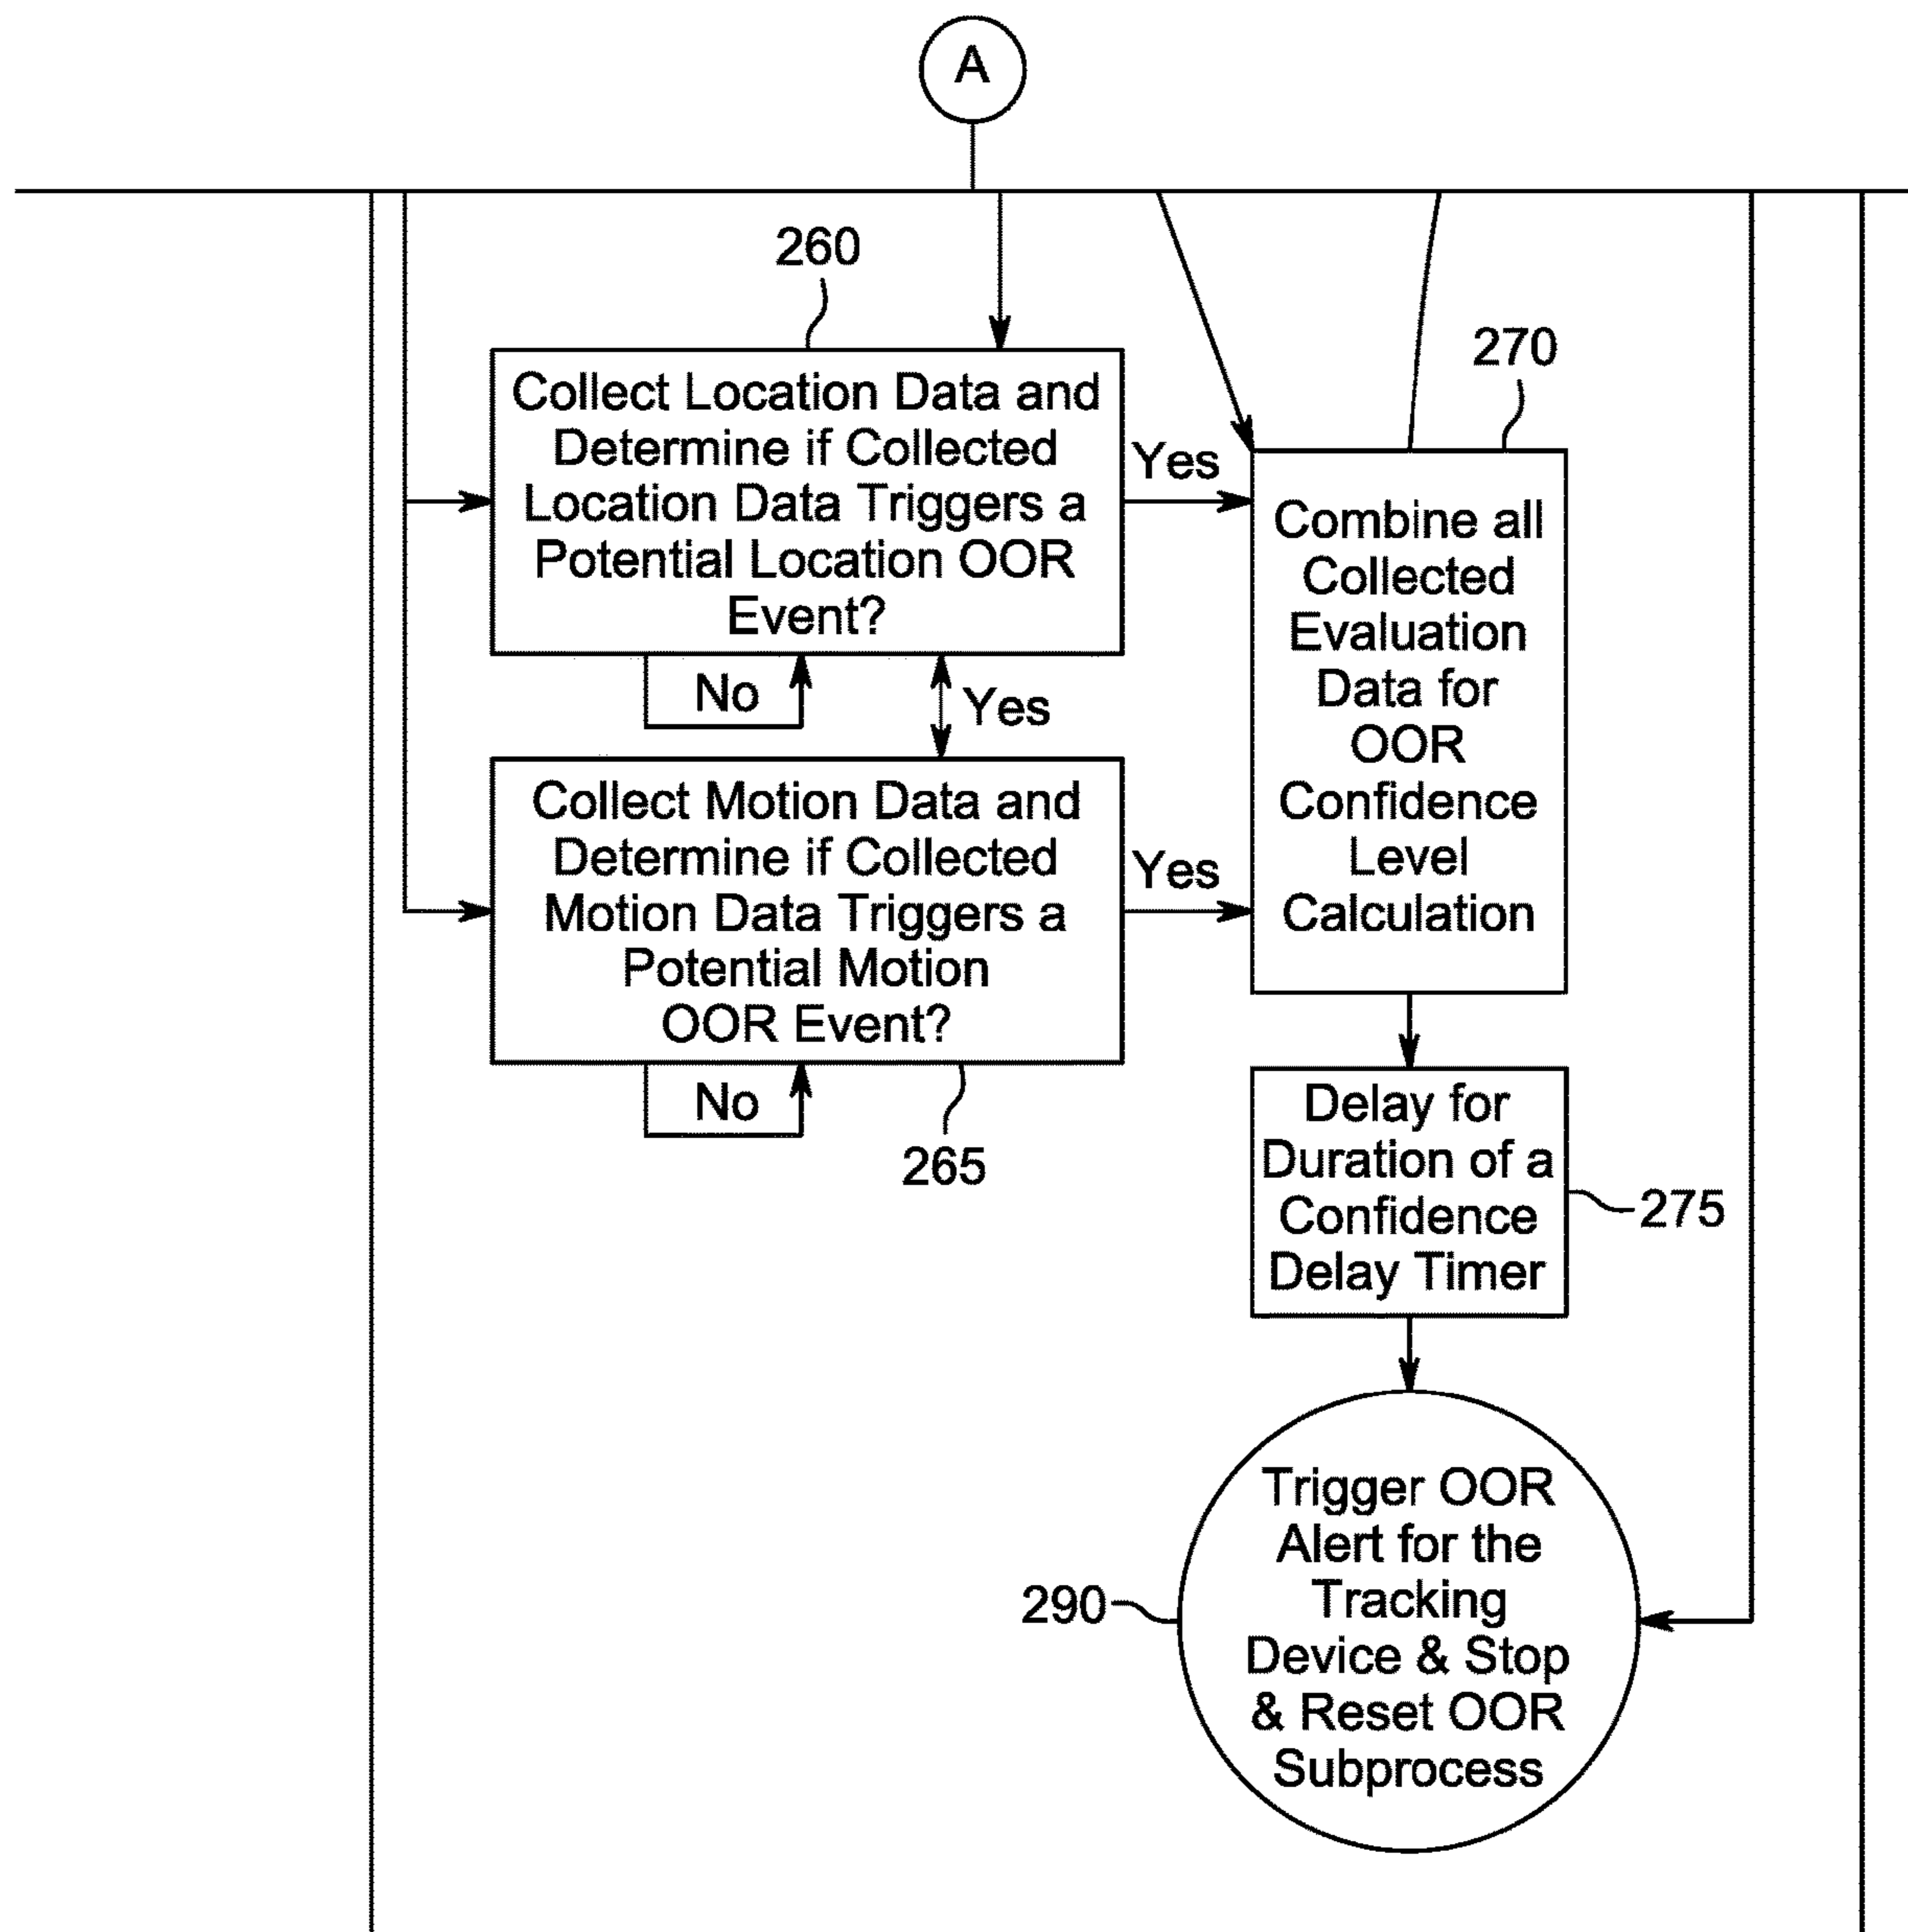 A
260
270
Collect Location Data and
Determine if Collected
Location Data Triggers a
Potential Location OOR
Event?
Yes
Combine all
Collected
Evaluation
Data for
OOR
Confidence
Level
Calculation
No
Yes
Collect Motion Data and
Determine if Collected
Motion Data Triggers a
Potential Motion
OOR Event?
Yes
No
265
Delay for
Duration of a
Confidence
Delay Timer
275
Trigger OOR
Alert for the
Tracking
Device & Stop
& Reset OOR
Subprocess
290